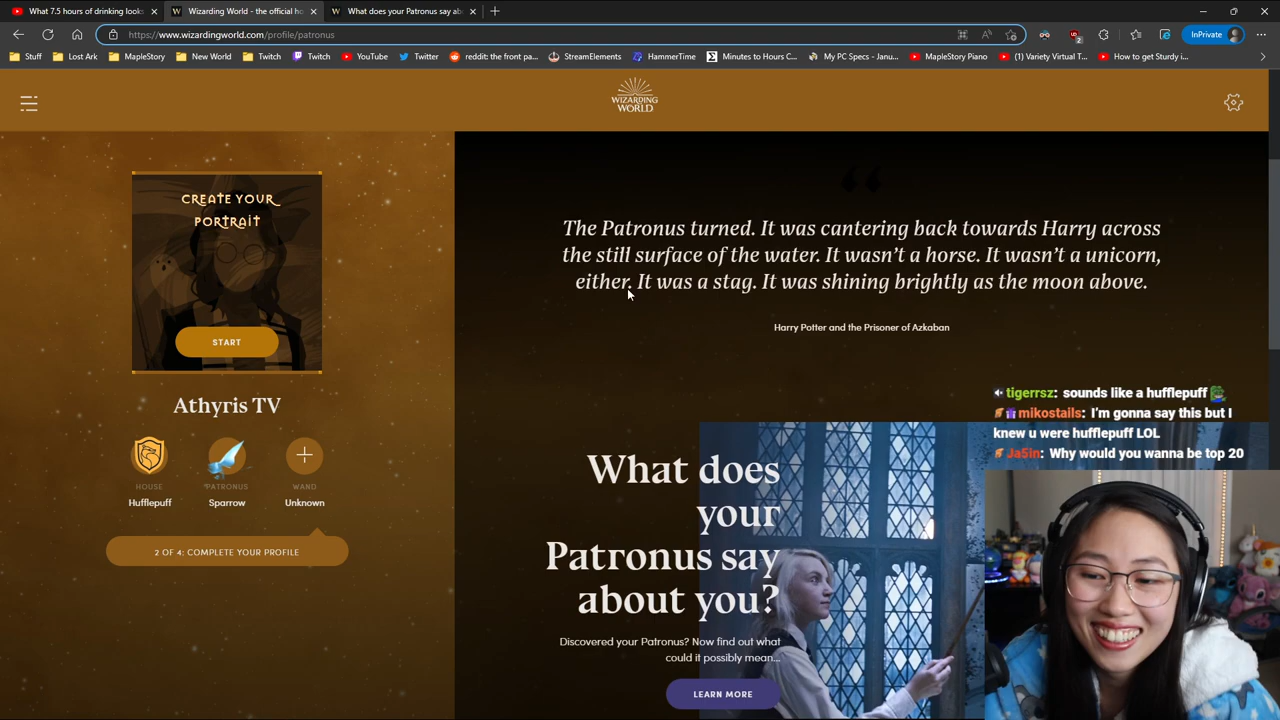 What 7.5 hours of drinking looks
Wizarding World - the official ho
What does your Patronus say ab
https://www.wizardingworld.com/profile/patronus
InPrivate
Stuff
Lost Ark
MapleStory
New World
Twitch
Twitch
YouTube
Twitter
reddit: the front pa...
StreamElements
HammerTime
Minutes to Hours C...
My PC Specs - Janu...
MapleStory Piano
(1) Variety Virtual T...
How to get Sturdy i...
WIZARDING
WORLD
CREATE YOUR
PORTRAIT
START
Athyris TV
HOUSE
PATRONUS
WAND
Hufflepuff
Sparrow
Unknown
2 OF 4: COMPLETE YOUR PROFILE
“
The Patronus turned. It was cantering back towards Harry across
the still surface of the water. It wasn’t a horse. It wasn’t a unicorn,
either. It was a stag. It was shining brightly as the moon above.
Harry Potter and the Prisoner of Azkaban
What does
your
Patronus say
about you?
Discovered your Patronus? Now find out what
could it possibly mean...
LEARN MORE
tigerrsz: sounds like a hufflepuff
mikostails: I'm gonna say this but I
knew u were hufflepuff LOL
Ja5in: Why would you wanna be top 20